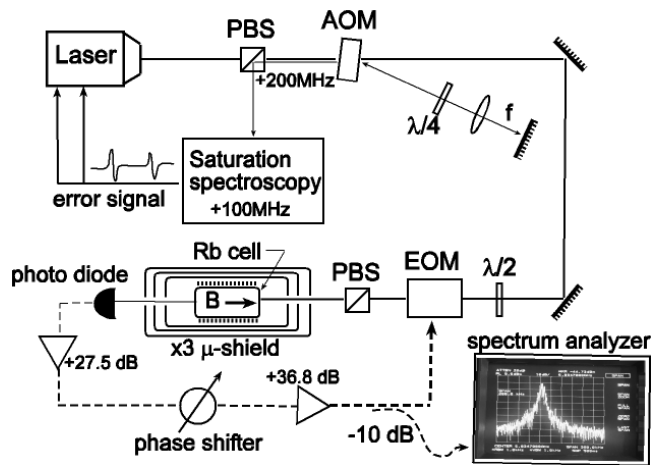 PBS
AOM
Laser
+200MHz
λ/4
f
Saturation
spectroscopy
+100MHz
error signal
Rb cell
photo diode
PBS
EOM
λ/2
B
x3 μ-shield
+27.5 dB
+36.8 dB
phase shifter
-10 dB
spectrum analyzer